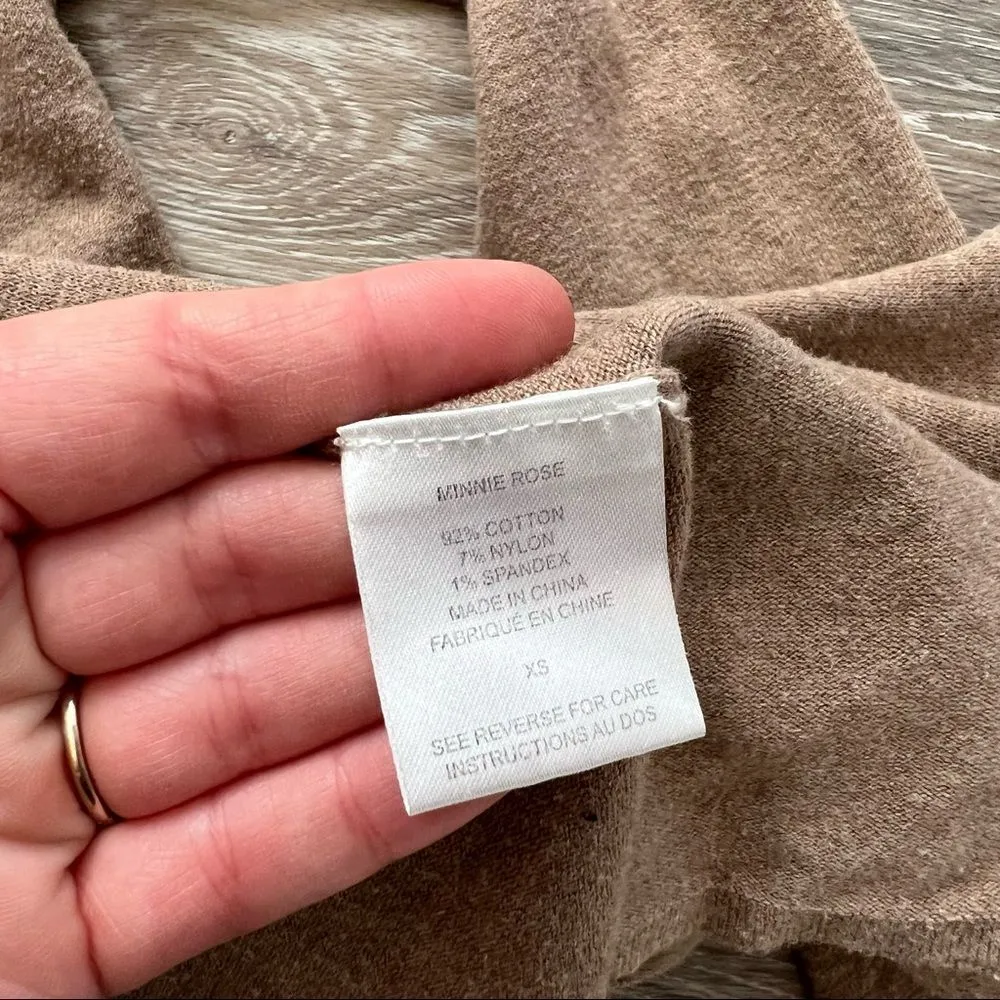 MINNIE ROSE
92% COTTON
7% NYLON
1% SPANDEX
MADE IN CHINA
FABRIQUÉ EN CHINE
XS
SEE REVERSE FOR CARE
INSTRUCTIONS AU DOS